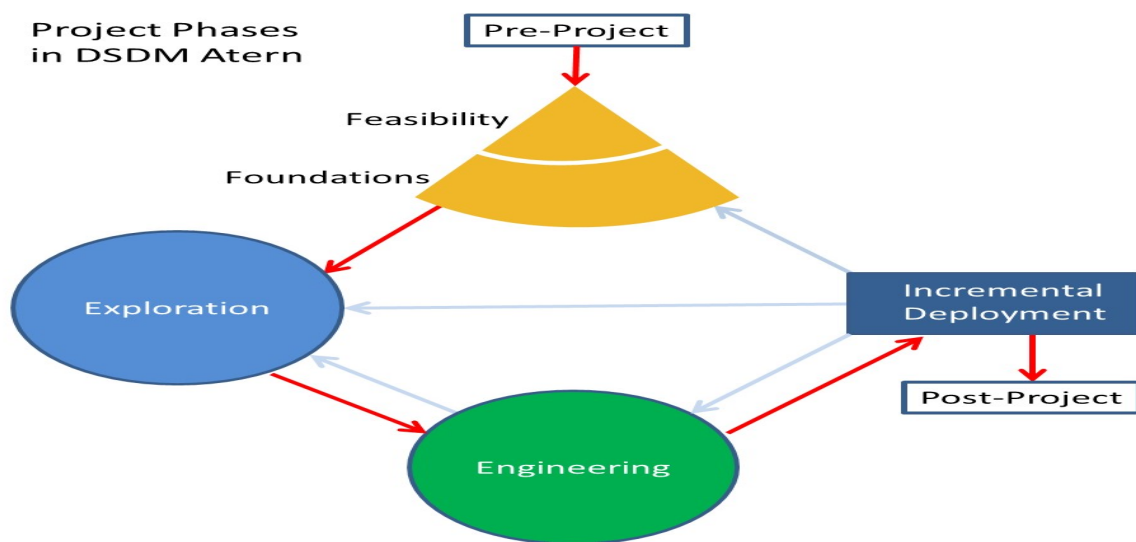 Project Phases
in DSDM Atern
Pre-Project
Feasibility
Foundations
Exploration
Incremental
Deployment
Post-Project
Engineering